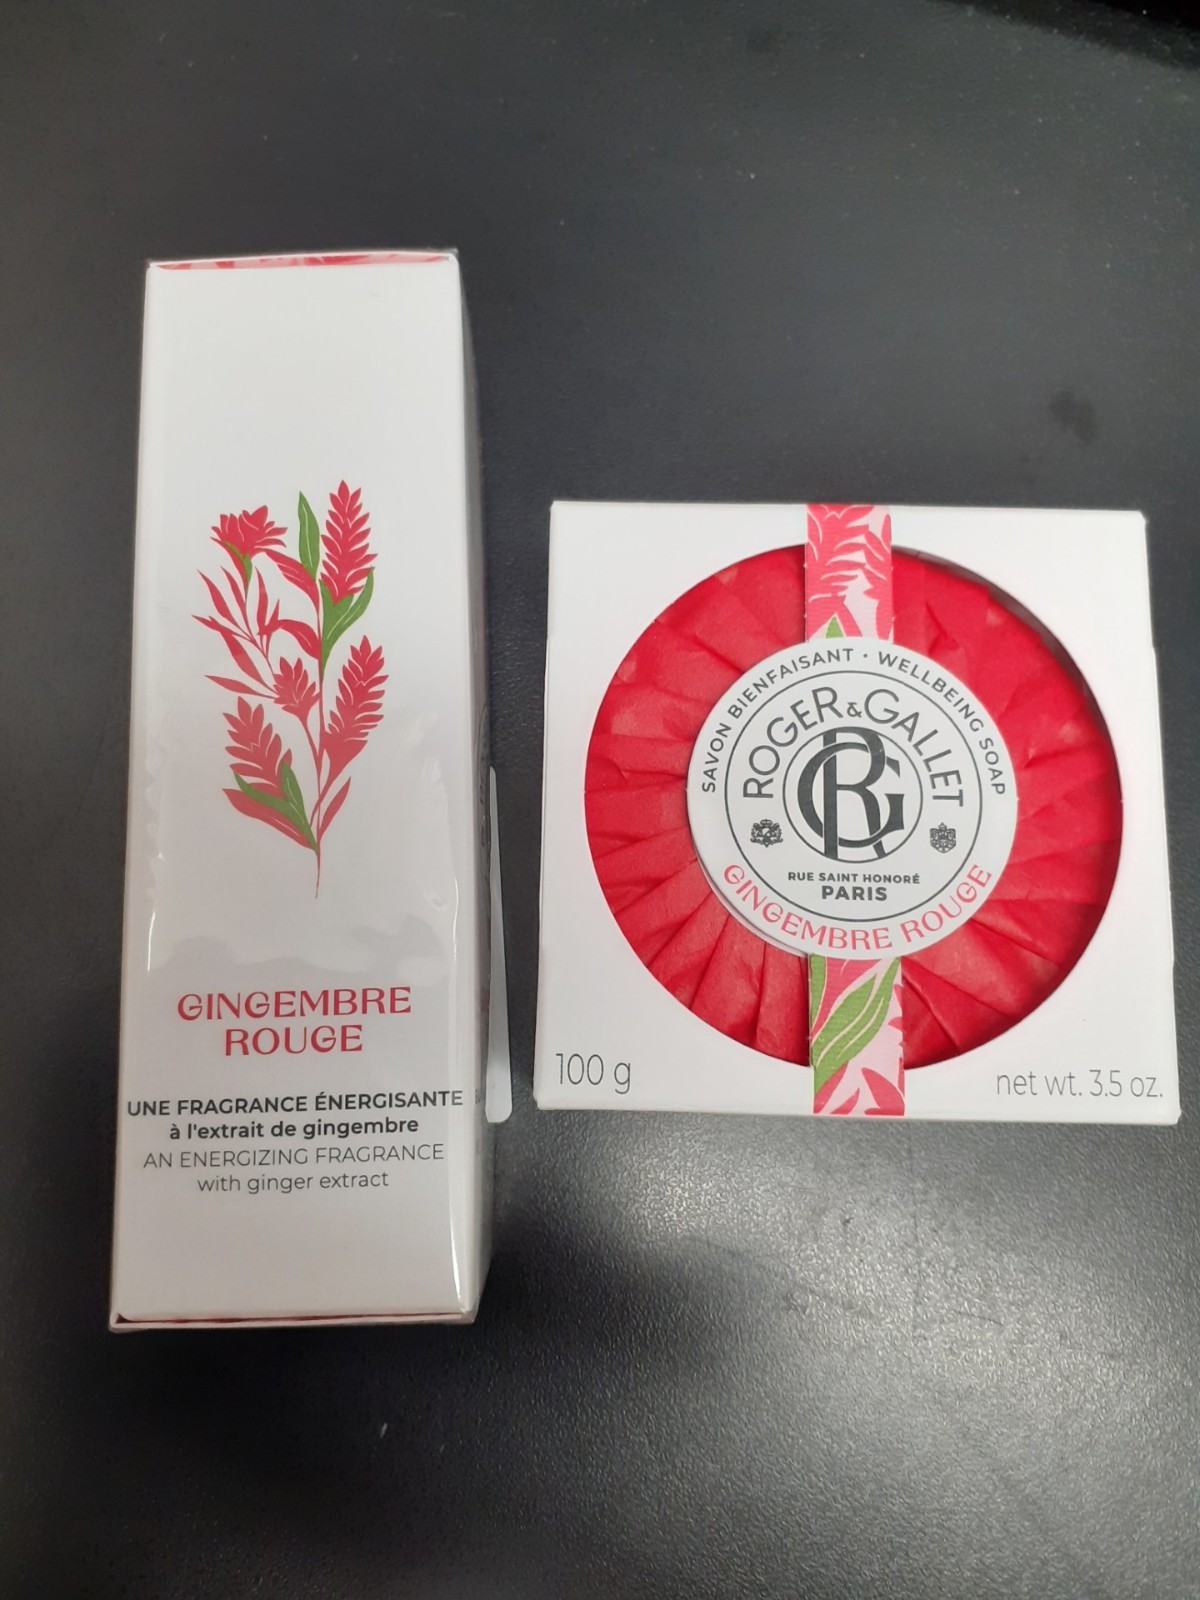 GINGEMBRE
ROUGE
UNE FRAGRANCE ÉNERGISANTE
à l'extrait de gingembre
AN ENERGIZING FRAGRANCE
with ginger extract
SAVON BIENFAISANT · WELLBEING SOAP
ROGER&GALLET
RG
RUE SAINT HONORÉ
PARIS
GINGEMBRE ROUGE
100 g
net wt. 3.5 oz.